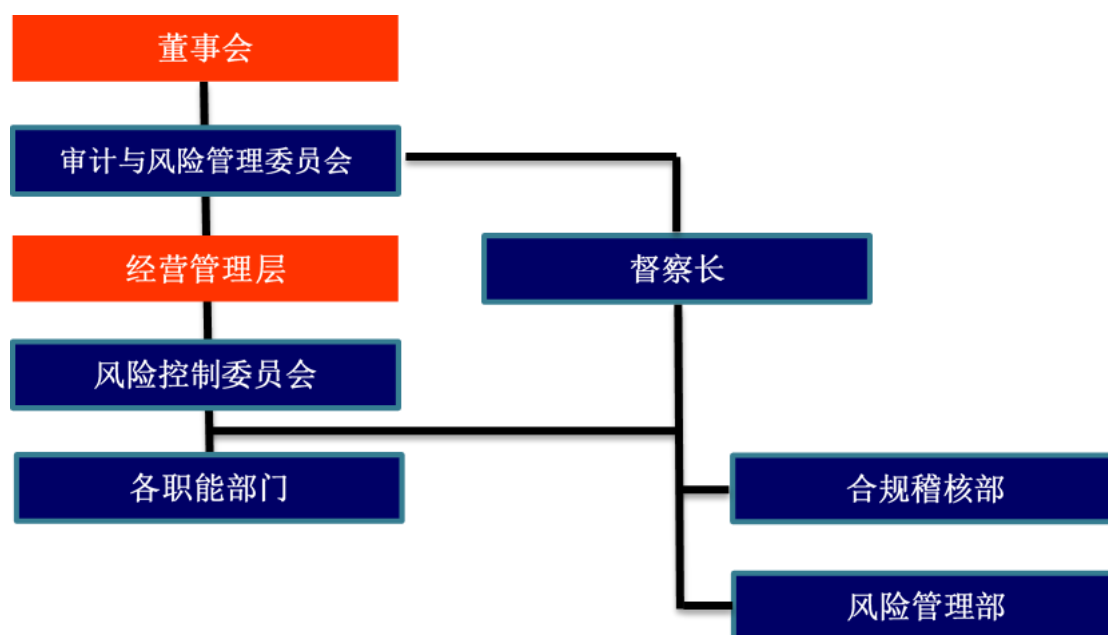 董事会
审计与风险管理委员会
经营管理层
督察长
风险控制委员会
各职能部门
合规稽核部
风险管理部